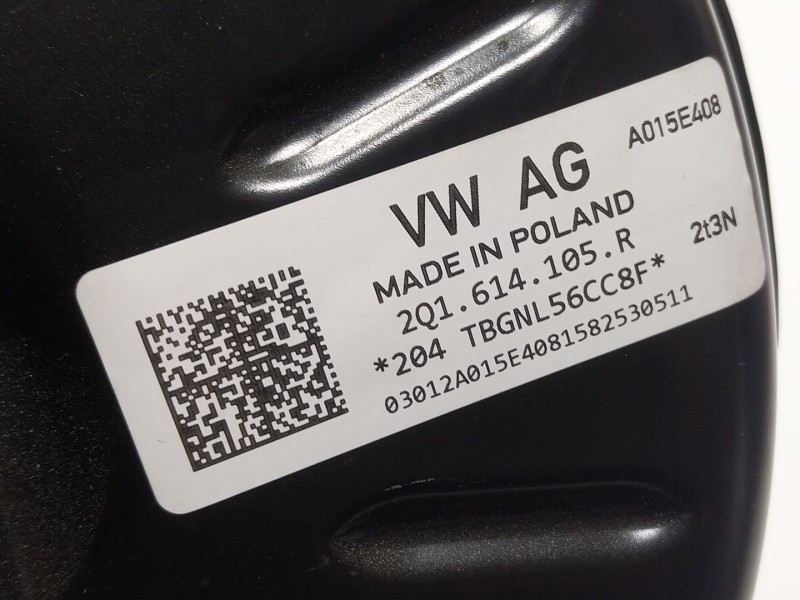 A015E408
VW AG
MADE IN POLAND
2t3N
2Q1.614.105.R
*204 TBGNL56CC8F*
03012A015E4081582530511